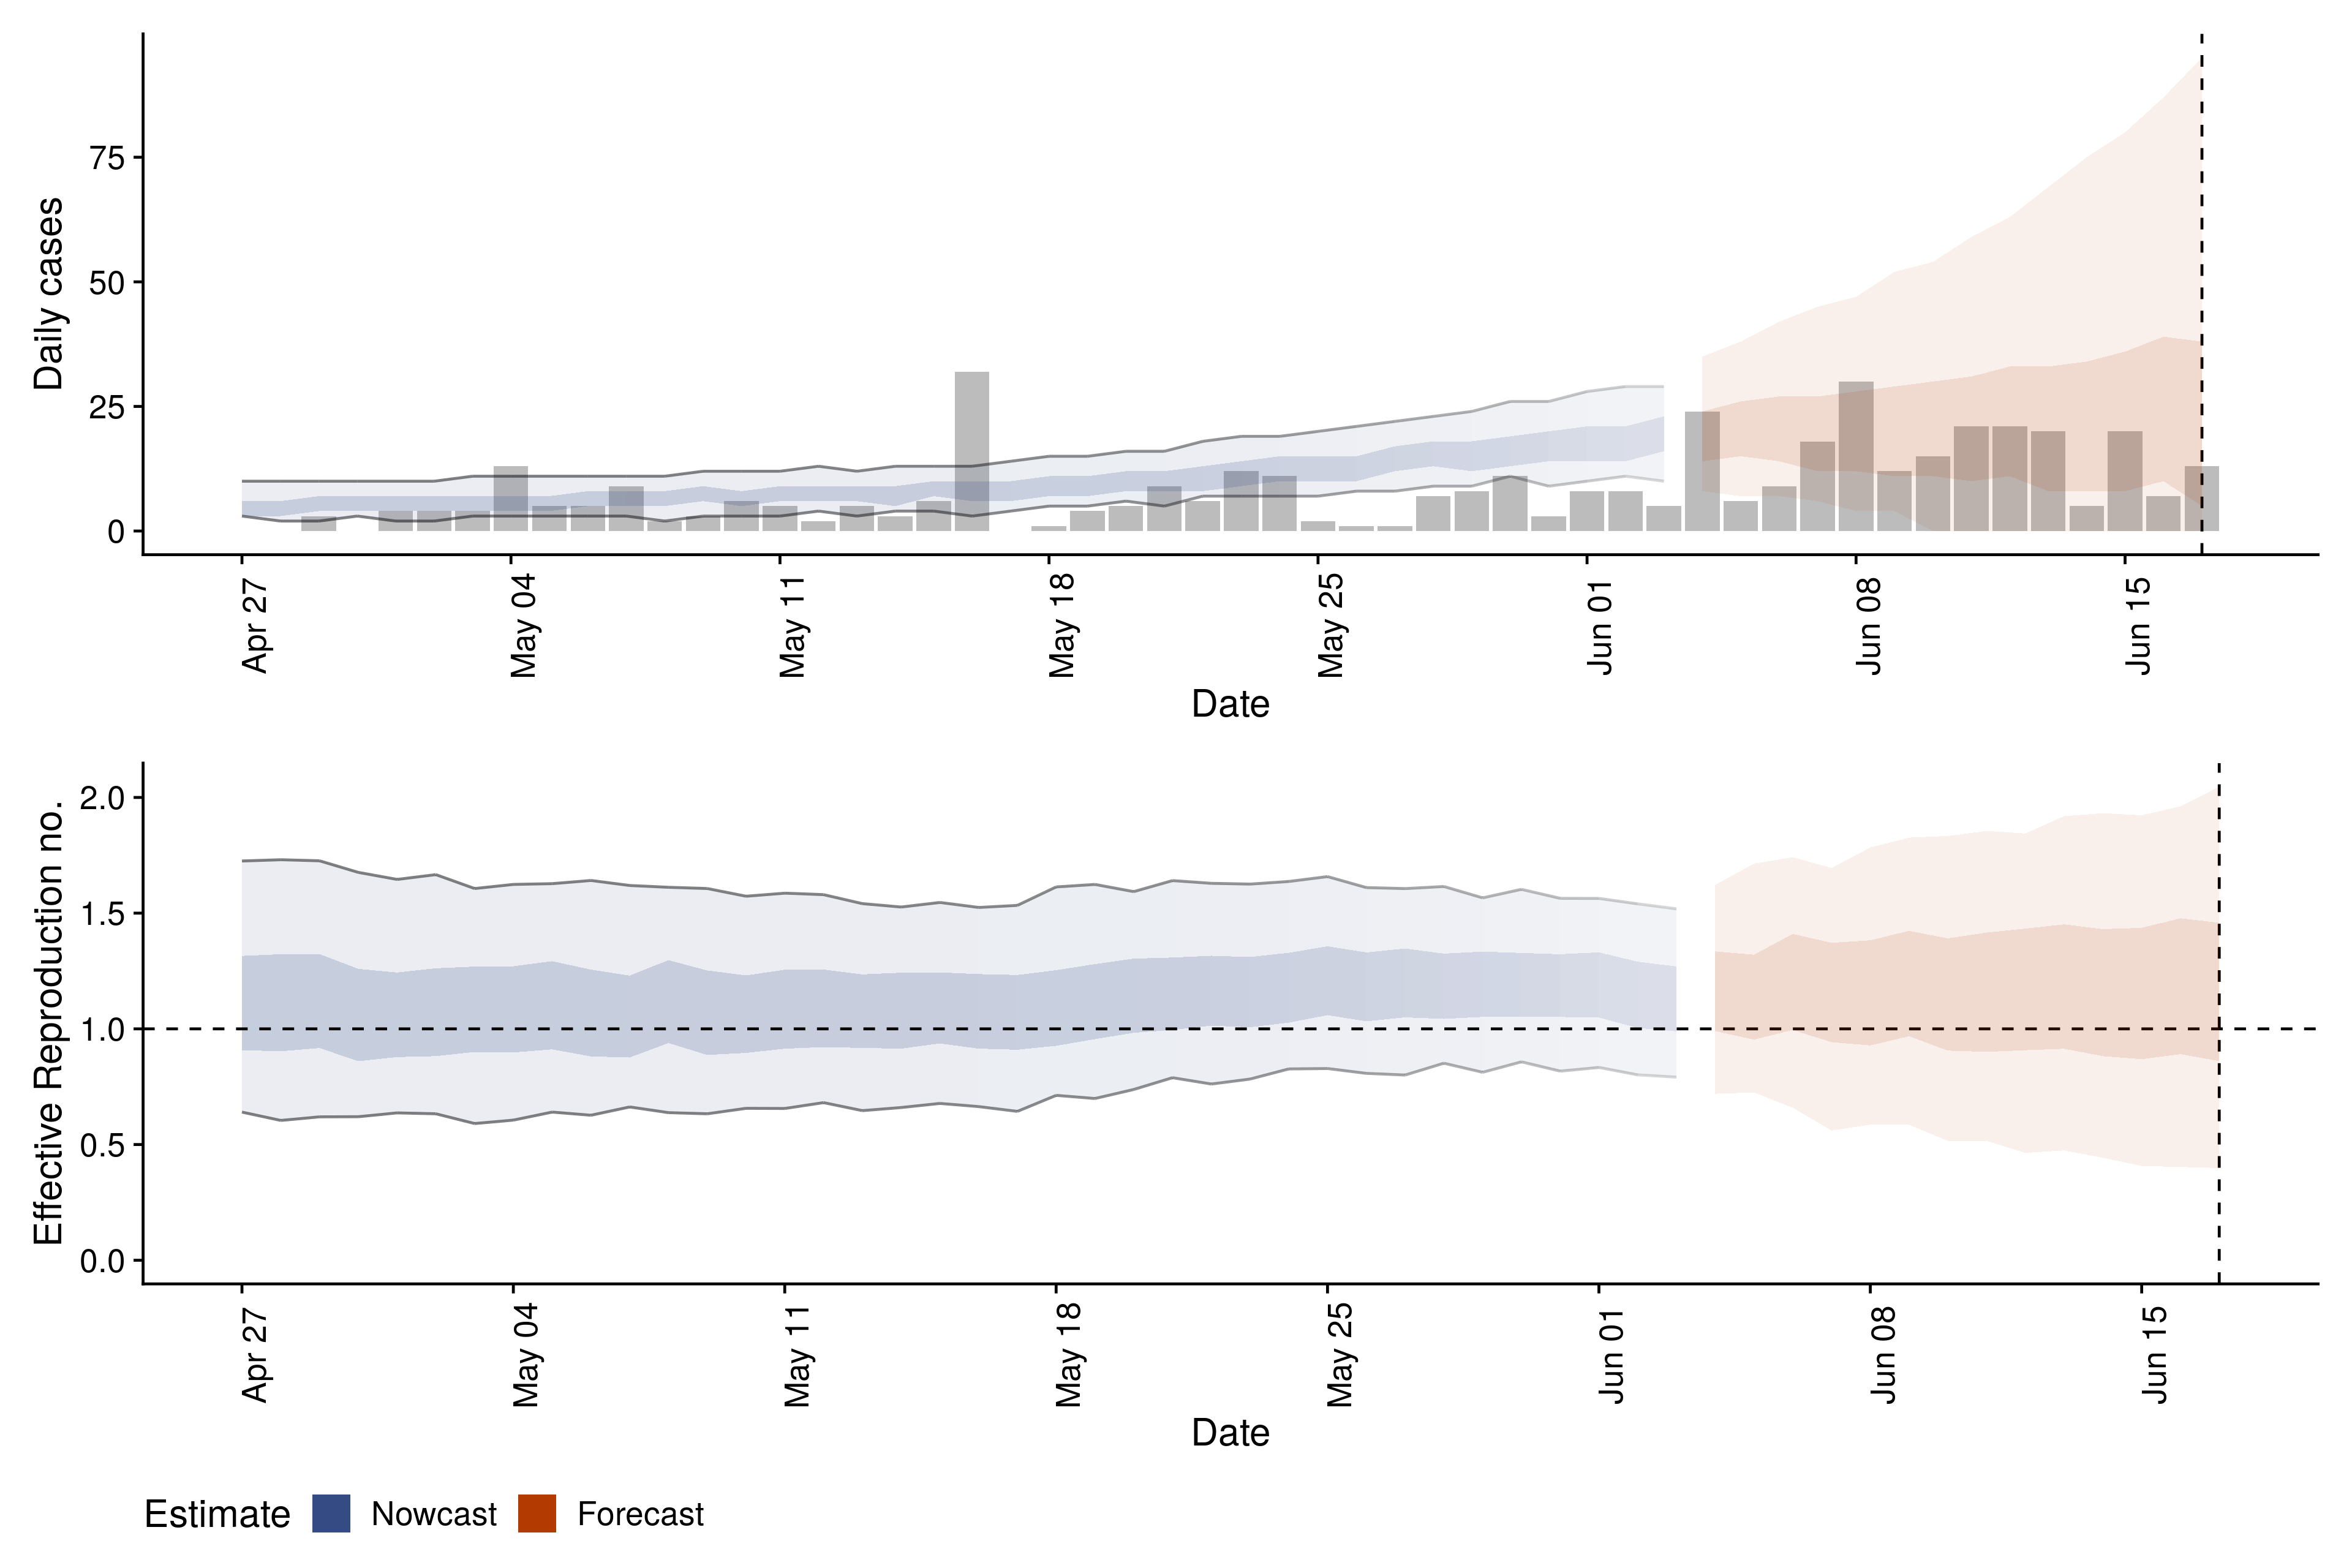 Daily cases
75
50
25
0
Apr 27
May 04
May 11
May 18
May 25
Jun 01
Jun 08
Jun 15
Date
Effective Reproduction no.
2.0
1.5
1.0
0.5
0.0
Apr 27
May 04
May 11
May 18
May 25
Jun 01
Jun 08
Jun 15
Date
Estimate Nowcast Forecast